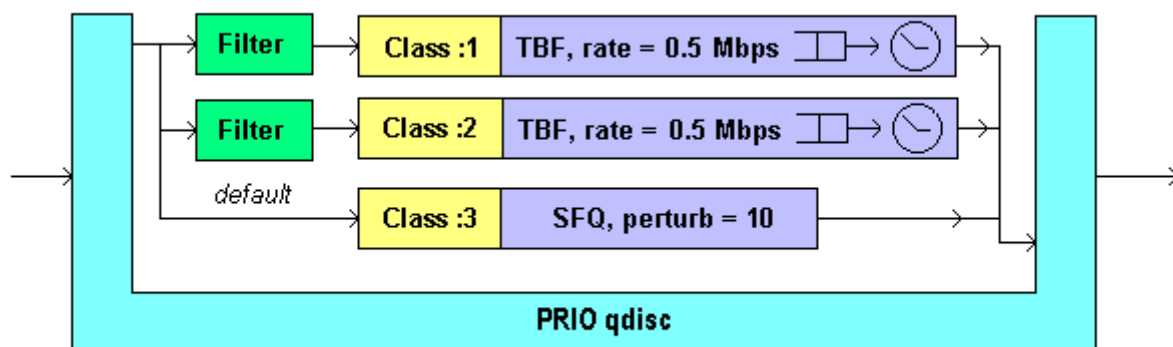 Filter
Class :1
TBF, rate = 0.5 Mbps
Filter
Class :2
TBF, rate = 0.5 Mbps
default
Class :3
SFQ, perturb = 10
PRIO qdisc